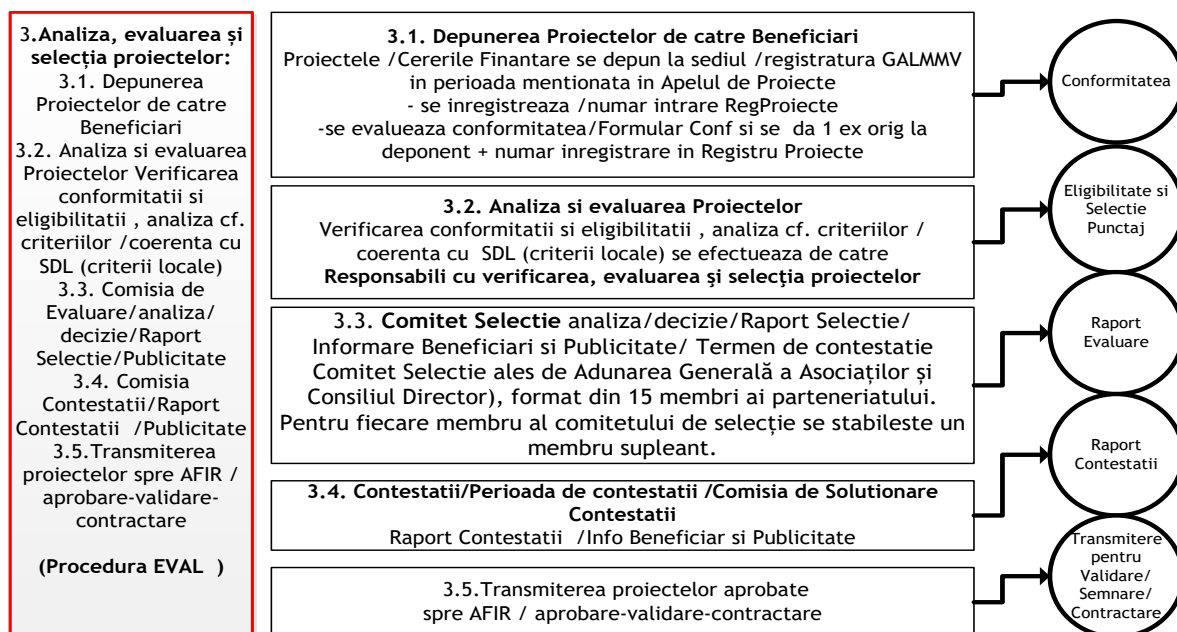 3.Analiza, evaluarea și
selecția proiectelor:
3.1. Depunerea
Proiectelor de catre
Beneficiari
3.2. Analiza si evaluarea
Proiectelor Verificarea
conformitatii si
eligibilitatii , analiza cf.
criteriilor /coerenta cu
SDL (criterii locale)
3.3. Comisia de
Evaluare/analiza/
decizie/Raport
Selectie/Publicitate
3.4. Comisia
Contestatii/Raport
Contestatii /Publicitate
3.5.Transmiterea
proiectelor spre AFIR /
aprobare-validare-
contractare
(Procedura EVAL )
3.1. Depunerea Proiectelor de catre Beneficiari
Proiectele /Cererile Finantare se depun la sediul /registratura GALMMV
in perioada mentionata in Apelul de Proiecte
- se inregistreaza /numar intrare RegProiecte
-se evalueaza conformitatea/Formular Conf si se da 1 ex orig la
deponent + numar inregistrare in Registru Proiecte
Conformitatea
3.2. Analiza si evaluarea Proiectelor
Verificarea conformitatii si eligibilitatii , analiza cf. criteriilor /
coerenta cu SDL (criterii locale) se efectueaza de catre
Responsabili cu verificarea, evaluarea şi selecţia proiectelor
Eligibilitate si
Selectie
Punctaj
3.3. Comitet Selectie analiza/decizie/Raport Selectie/
Informare Beneficiari si Publicitate/ Termen de contestatie
Comitet Selectie ales de Adunarea Generală a Asociaților și
Consiliul Director), format din 15 membri ai parteneriatului.
Pentru fiecare membru al comitetului de selecție se stabileste un
membru supleant.
Raport
Evaluare
3.4. Contestatii/Perioada de contestatii /Comisia de Solutionare
Contestatii
Raport Contestatii /Info Beneficiar si Publicitate
Raport
Contestatii
3.5.Transmiterea proiectelor aprobate
spre AFIR / aprobare-validare-contractare
Transmitere
pentru
Validare/
Semnare/
Contractare